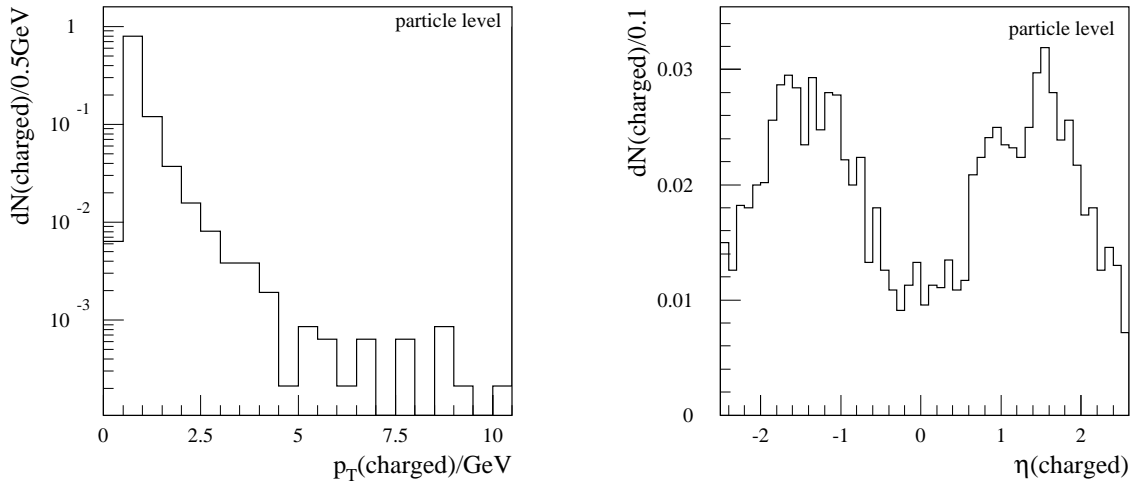 particle level
dN(charged)/0.5GeV
1
10^-1
10^-2
10^-3
0 2.5 5 7.5 10
p_T(charged)/GeV
particle level
dN(charged)/0.1
0.03
0.02
0.01
0
-2 -1 0 1 2
η(charged)